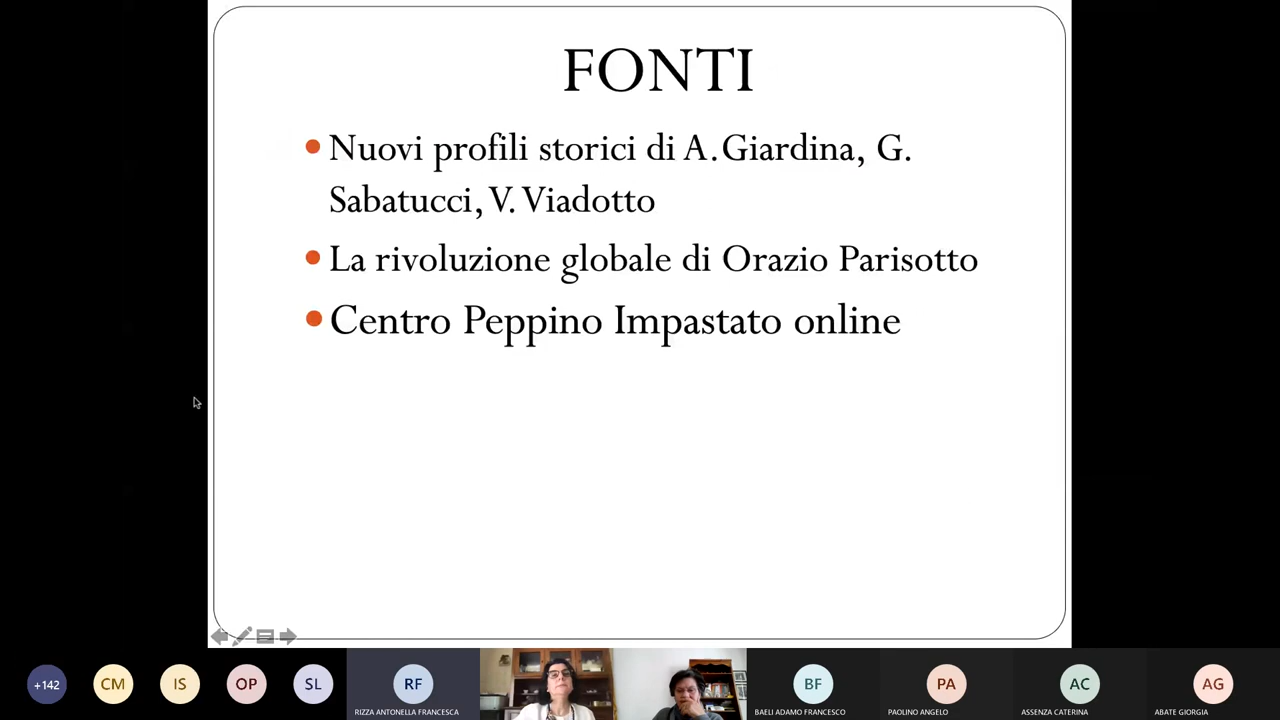 FONTI
Nuovi profili storici di A.Giardina, G.
Sabatucci, V. Viadotto
La rivoluzione globale di Orazio Parisotto
Centro Peppino Impastato online
+142
CM
IS
OP
SL
RF
RIZZA ANTONELLA FRANCESCA
BF
BAELI ADAMO FRANCESCO
PA
PAOLINO ANGELO
AC
ASSENZA CATERINA
AG
ABATE GIORGIA